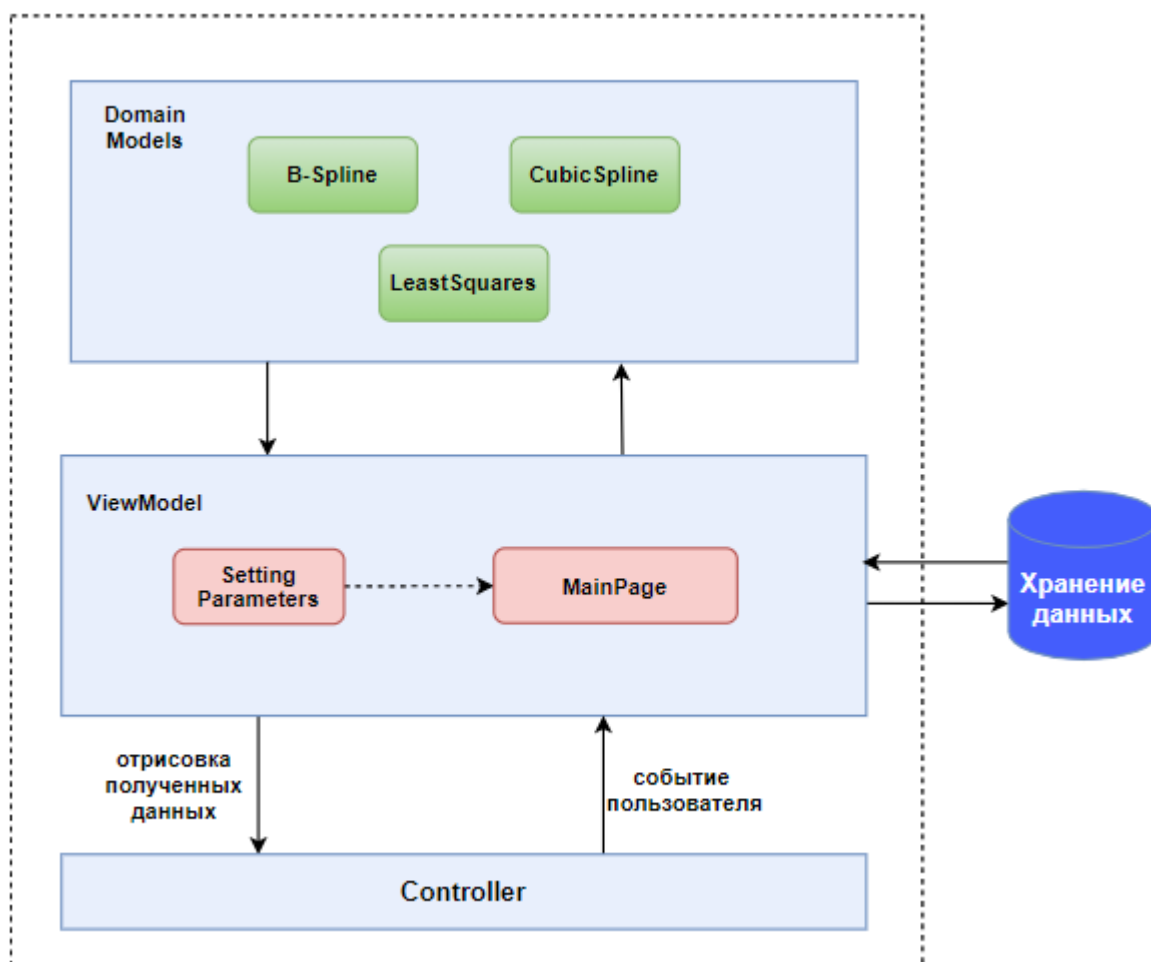 Domain
Models
B-Spline
CubicSpline
LeastSquares
ViewModel
Setting
Parameters
MainPage
Хранение
данных
отрисовка
полученных
данных
событие
пользователя
Controller